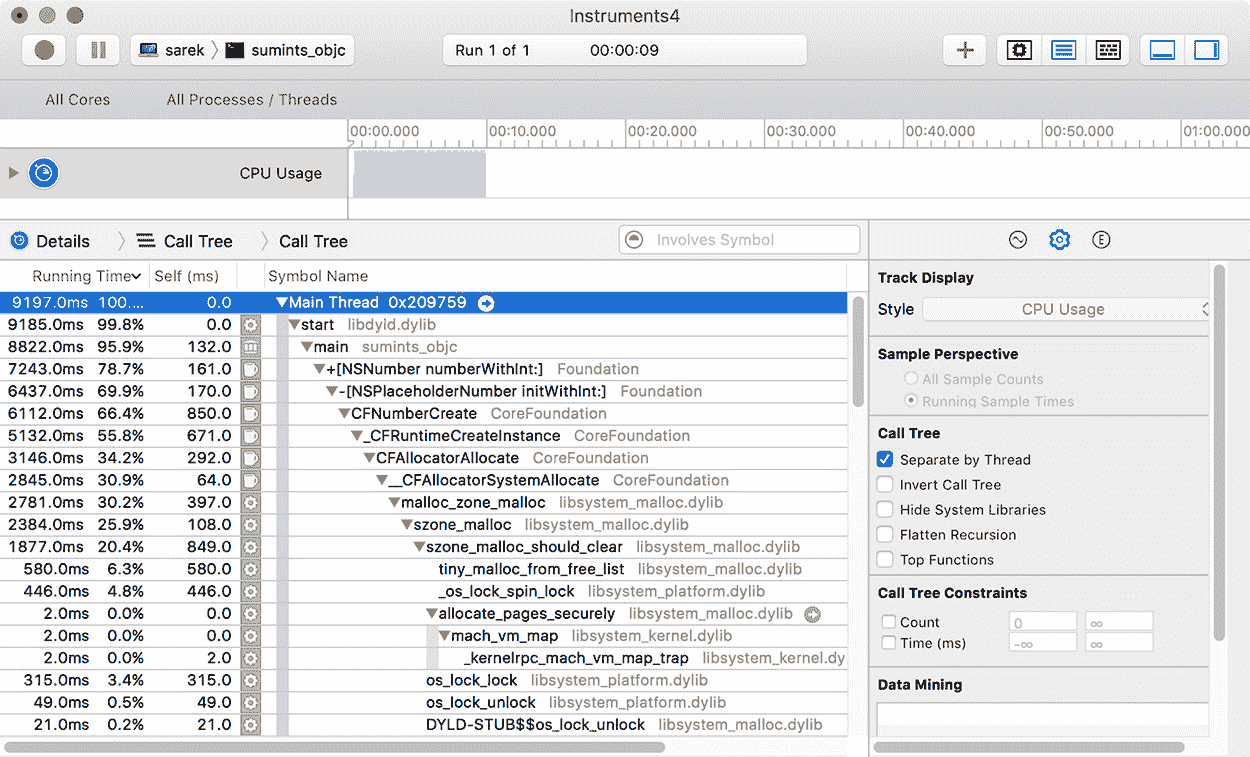 Instruments4
sarek sumints_objc Run 1 of 1 00:00:09
All Cores All Processes / Threads
00:00.000 00:10.000 00:20.000 00:30.000 00:40.000 00:50.000 01:00.000
CPU Usage
Details Call Tree Call Tree Involves Symbol
Running Time Self (ms) Symbol Name
9197.0ms 100.... 0.0 Main Thread 0x209759
9185.0ms 99.8% 0.0 start libdyld.dylib
8822.0ms 95.9% 132.0 main sumints_objc
7243.0ms 78.7% 161.0 +[NSNumber numberWithInt:] Foundation
6437.0ms 69.9% 170.0 -[NSPlaceholderNumber initWithInt:] Foundation
6112.0ms 66.4% 850.0 CFNumberCreate CoreFoundation
5132.0ms 55.8% 671.0 _CFRuntimeCreateInstance CoreFoundation
3146.0ms 34.2% 292.0 CFAllocatorAllocate CoreFoundation
2845.0ms 30.9% 64.0 __CFAllocatorSystemAllocate CoreFoundation
2781.0ms 30.2% 397.0 malloc_zone_malloc libsystem_malloc.dylib
2384.0ms 25.9% 108.0 szone_malloc libsystem_malloc.dylib
1877.0ms 20.4% 849.0 szone_malloc_should_clear libsystem_malloc.dylib
580.0ms 6.3% 580.0 tiny_malloc_from_free_list libsystem_malloc.dylib
446.0ms 4.8% 446.0 _os_lock_spin_lock libsystem_platform.dylib
2.0ms 0.0% 0.0 allocate_pages_securely libsystem_malloc.dylib
2.0ms 0.0% 0.0 mach_vm_map libsystem_kernel.dylib
2.0ms 0.0% 2.0 _kernelrpc_mach_vm_map_trap libsystem_kernel.dy
315.0ms 3.4% 315.0 os_lock_lock libsystem_platform.dylib
49.0ms 0.5% 49.0 os_lock_unlock libsystem_platform.dylib
21.0ms 0.2% 21.0 DYLD-STUB$$os_lock_unlock libsystem_malloc.dylib
E
Track Display
Style CPU Usage
Sample Perspective
All Sample Counts
Running Sample Times
Call Tree
Separate by Thread
Invert Call Tree
Hide System Libraries
Flatten Recursion
Top Functions
Call Tree Constraints
Count 0 ∞
Time (ms) -∞ ∞
Data Mining